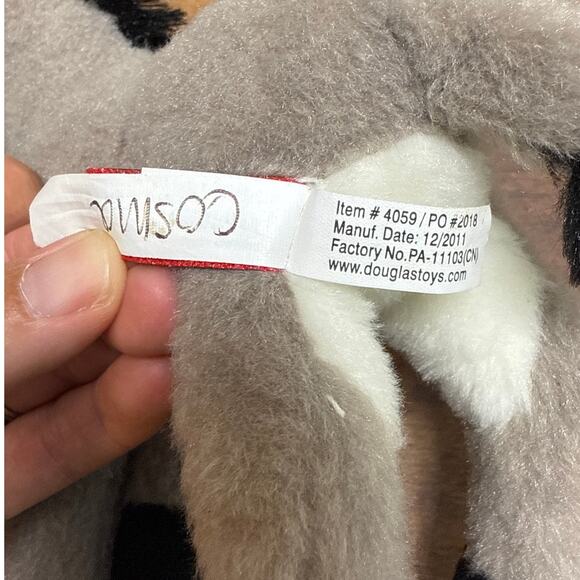 COSMO
Item # 4059 / PO #2018
Manuf. Date: 12/2011
Factory No.PA-11103(CN)
www.douglastoys.com